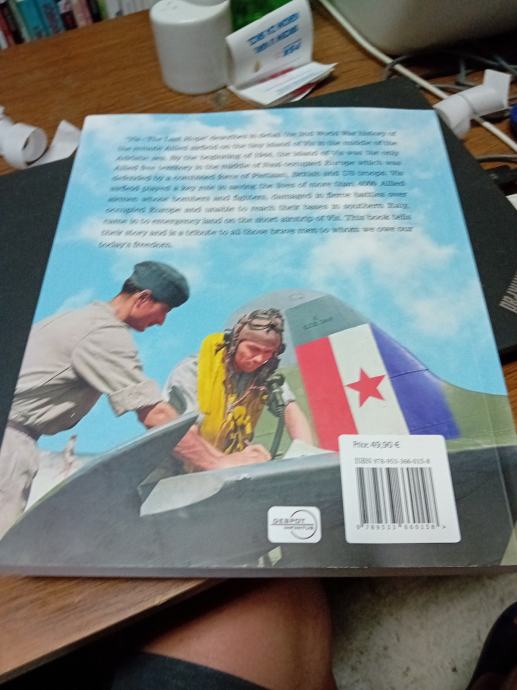 "Vis - The Last Hope" describes in detail the 2nd World War history of
the remote Allied airfield on the tiny island of Vis in the middle of the
Adriatic sea. By the beginning of 1944, the island of Vis was the only
Allied free territory in the middle of Nazi occupied Europe which was
defended by a combined force of Partisan, British and US troops. Vis
airfield played a key role in saving the lives of more than 4000 Allied
airmen whose bombers and fighters, damaged in fierce battles over
occupied Europe and unable to reach their bases in southern Italy,
came in to emergency land on the short airstrip of Vis. This book tells
their story and is a tribute to all those brave men to whom we owe our
today's freedom.
Price 49,90 €